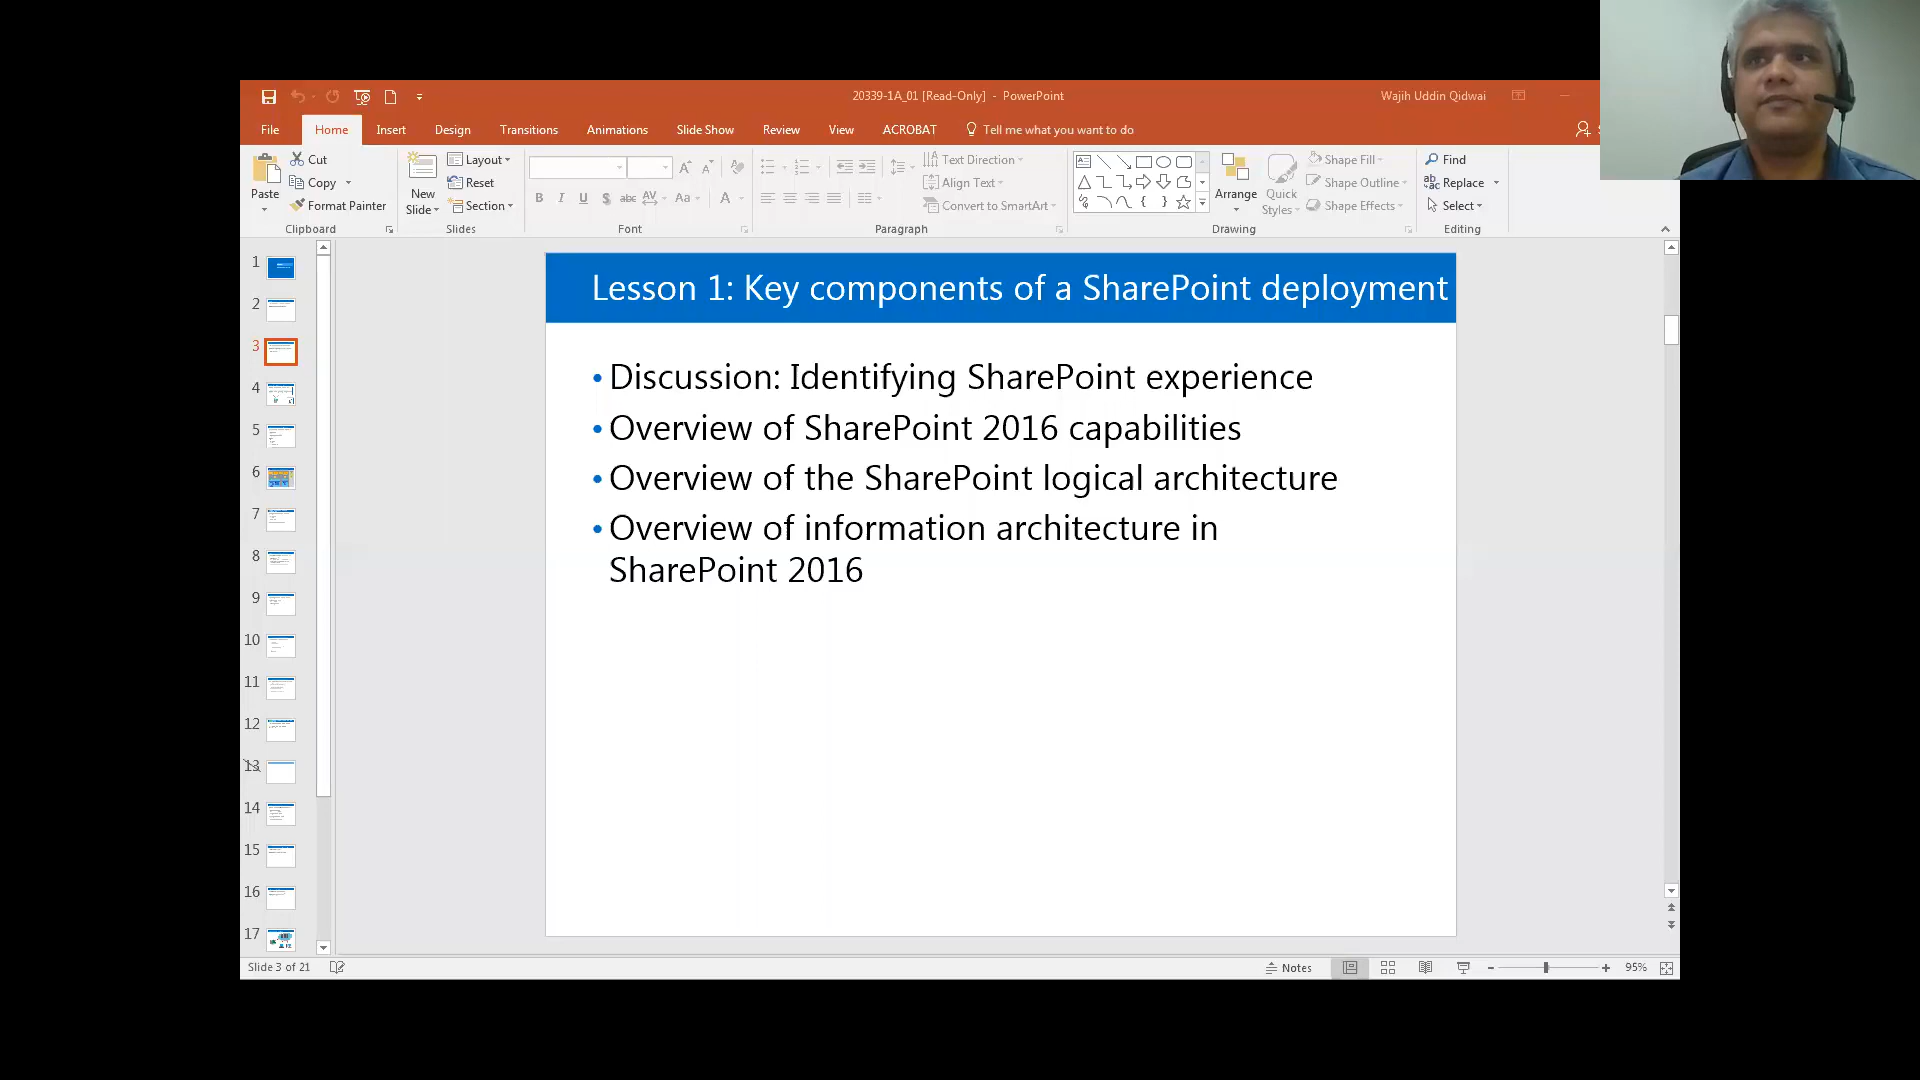 20339-1A_01 [Read-Only] - PowerPoint
Wajih Uddin Qidwai
File Home Insert Design Transitions Animations Slide Show Review View ACROBAT Tell me what you want to do
Paste
Cut
Copy
Format Painter
Clipboard
New
Slide
Layout
Reset
Section
Slides
B I U S abc AV Aa A
Font
Text Direction
Align Text
Convert to SmartArt
Paragraph
Arrange
Quick
Styles
Shape Fill
Shape Outline
Shape Effects
Drawing
Find
Replace
Select
Editing
1
2
3
4
5
6
7
8
9
10
11
12
13
14
15
16
17
Lesson 1: Key components of a SharePoint deployment
• Discussion: Identifying SharePoint experience
• Overview of SharePoint 2016 capabilities
• Overview of the SharePoint logical architecture
• Overview of information architecture in
SharePoint 2016
Slide 3 of 21
Notes
95%